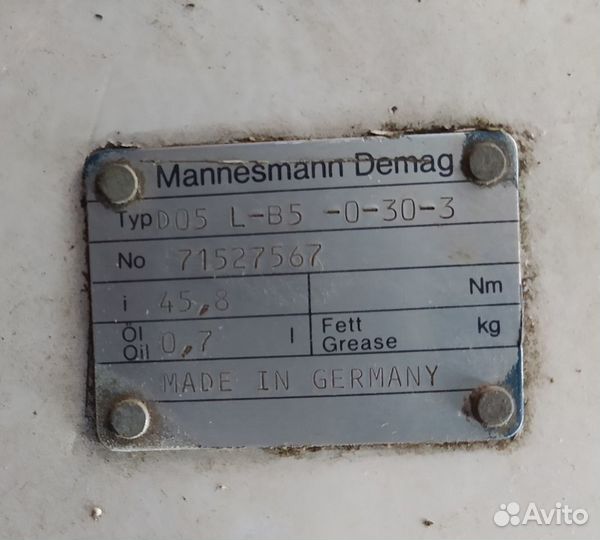 Mannesmann Demag
Typ D05 L-B5 -0-30-3
No 71527567
i 45,8 Nm
Öl Oil 0,7 l Fett Grease kg
MADE IN GERMANY
Avito